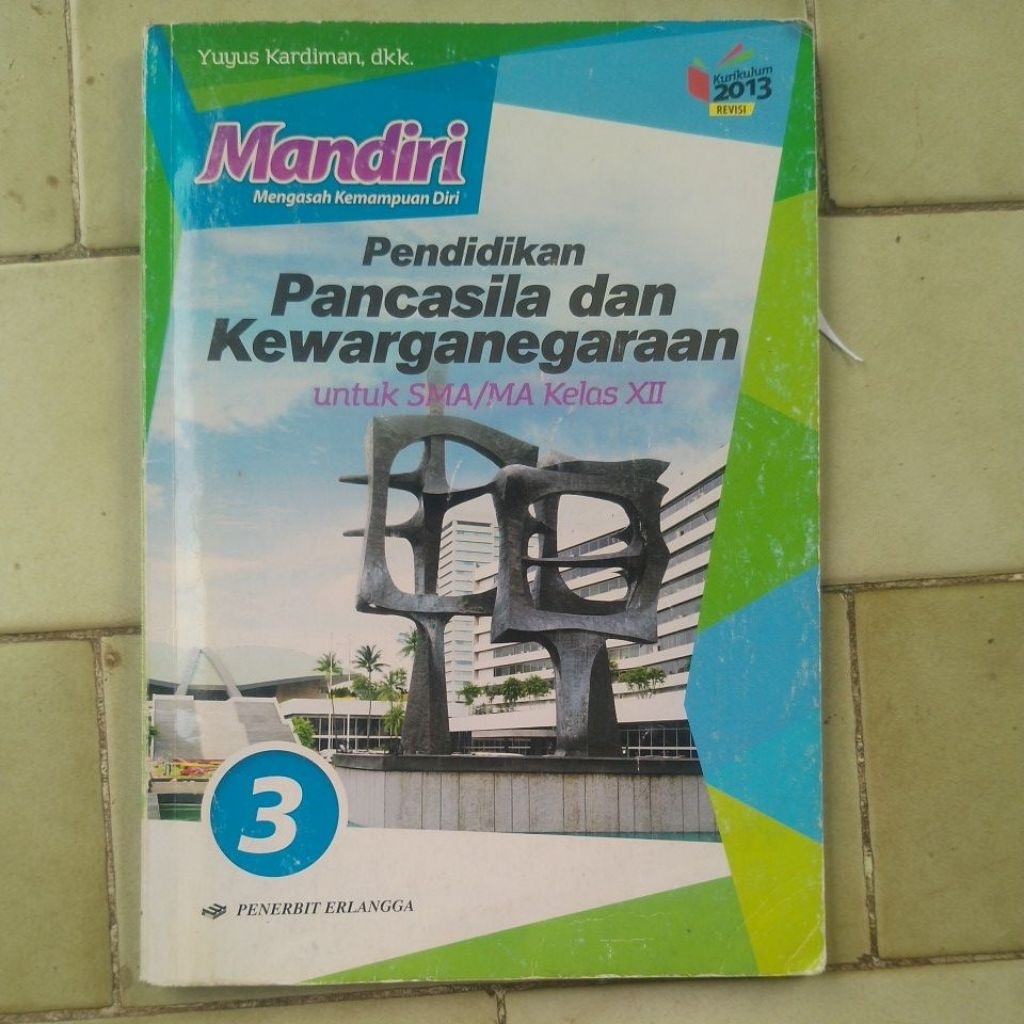 Yuyus Kardiman, dkk.
Kurikulum
2013
REVISI
Mandiri
Mengasah Kemampuan Diri
Pendidikan
Pancasila dan
Kewarganegaraan
untuk SMA/MA Kelas XII
3
PENERBIT ERLANGGA